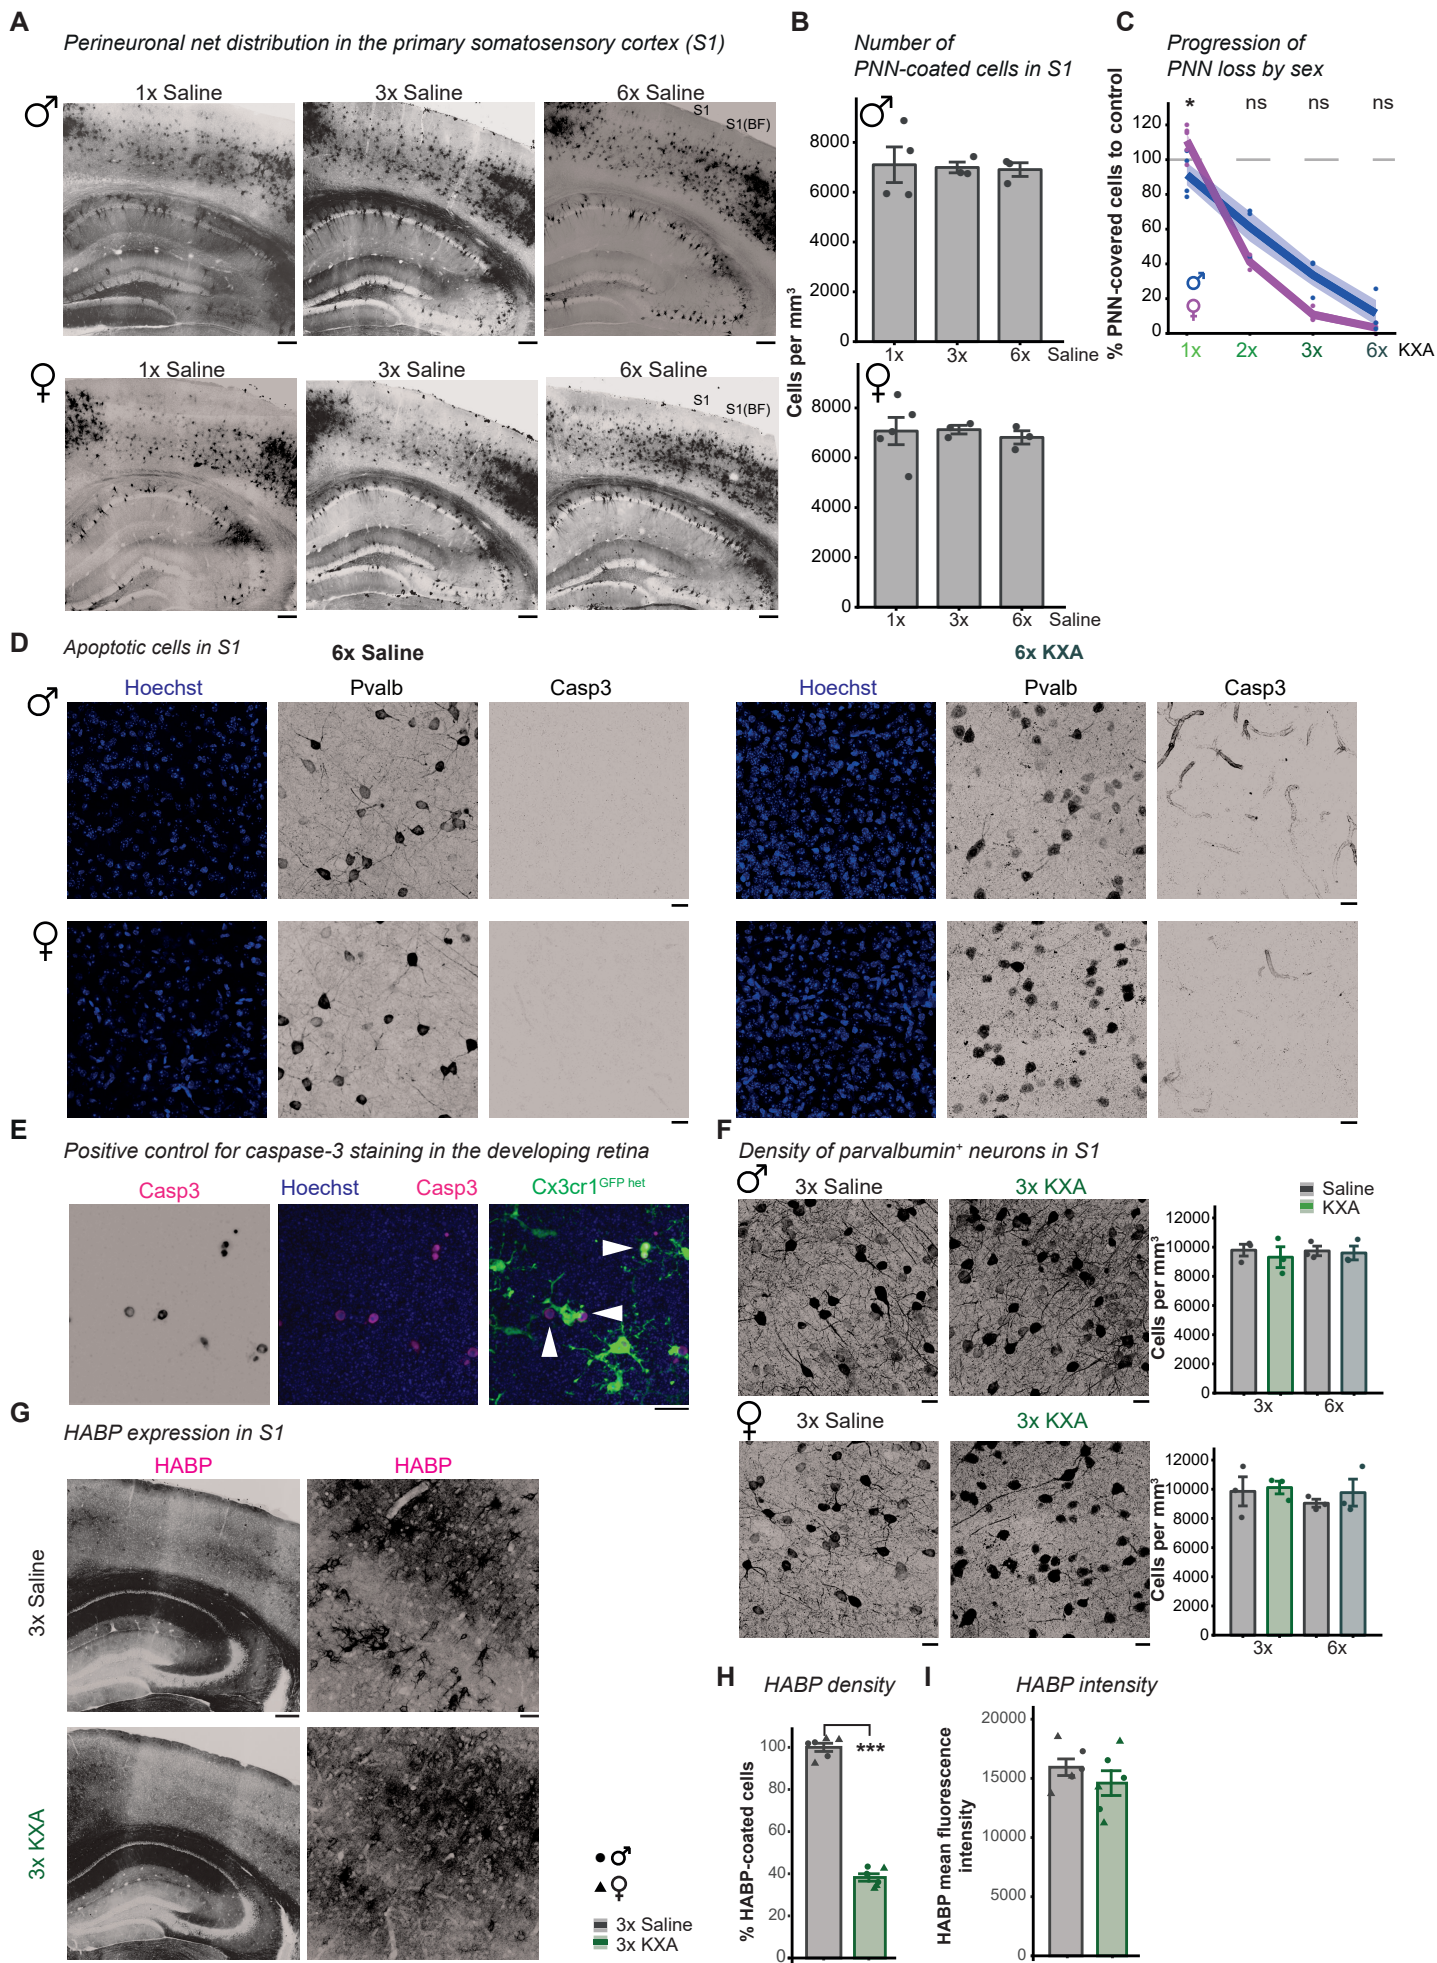 A
Perineuronal net distribution in the primary somatosensory cortex (S1)
♂
1x Saline
3x Saline
6x Saline
S1
S1(BF)
♀
1x Saline
3x Saline
6x Saline
S1
S1(BF)
B
Number of
PNN-coated cells in S1
♂
8000
6000
4000
2000
0
1x
3x
6x
Saline
Cells per mm³
♀
8000
6000
4000
2000
0
1x
3x
6x
Saline
C
Progression of
PNN loss by sex
* ns ns ns
% PNN-covered cells to control
120
100
80
60
40
20
0
♂
♀
1x
2x
3x
6x
KXA
D
Apoptotic cells in S1
6x Saline
6x KXA
Hoechst
Pvalb
Casp3
Hoechst
Pvalb
Casp3
♂
♀
E
Positive control for caspase-3 staining in the developing retina
Casp3
Hoechst
Casp3
Cx3cr1GFP het
F
Density of parvalbumin⁺ neurons in S1
♂
3x Saline
3x KXA
Saline
KXA
Cells per mm³
12000
10000
8000
6000
4000
2000
0
3x
6x
♀
3x Saline
3x KXA
Cells per mm³
12000
10000
8000
6000
4000
2000
0
3x
6x
G
HABP expression in S1
HABP
HABP
3x Saline
3x KXA
♂
♀
3x Saline
3x KXA
H
HABP density
% HABP-coated cells
100
80
60
40
20
0
***
I
HABP intensity
HABP mean fluorescence
intensity
20000
15000
10000
5000
0